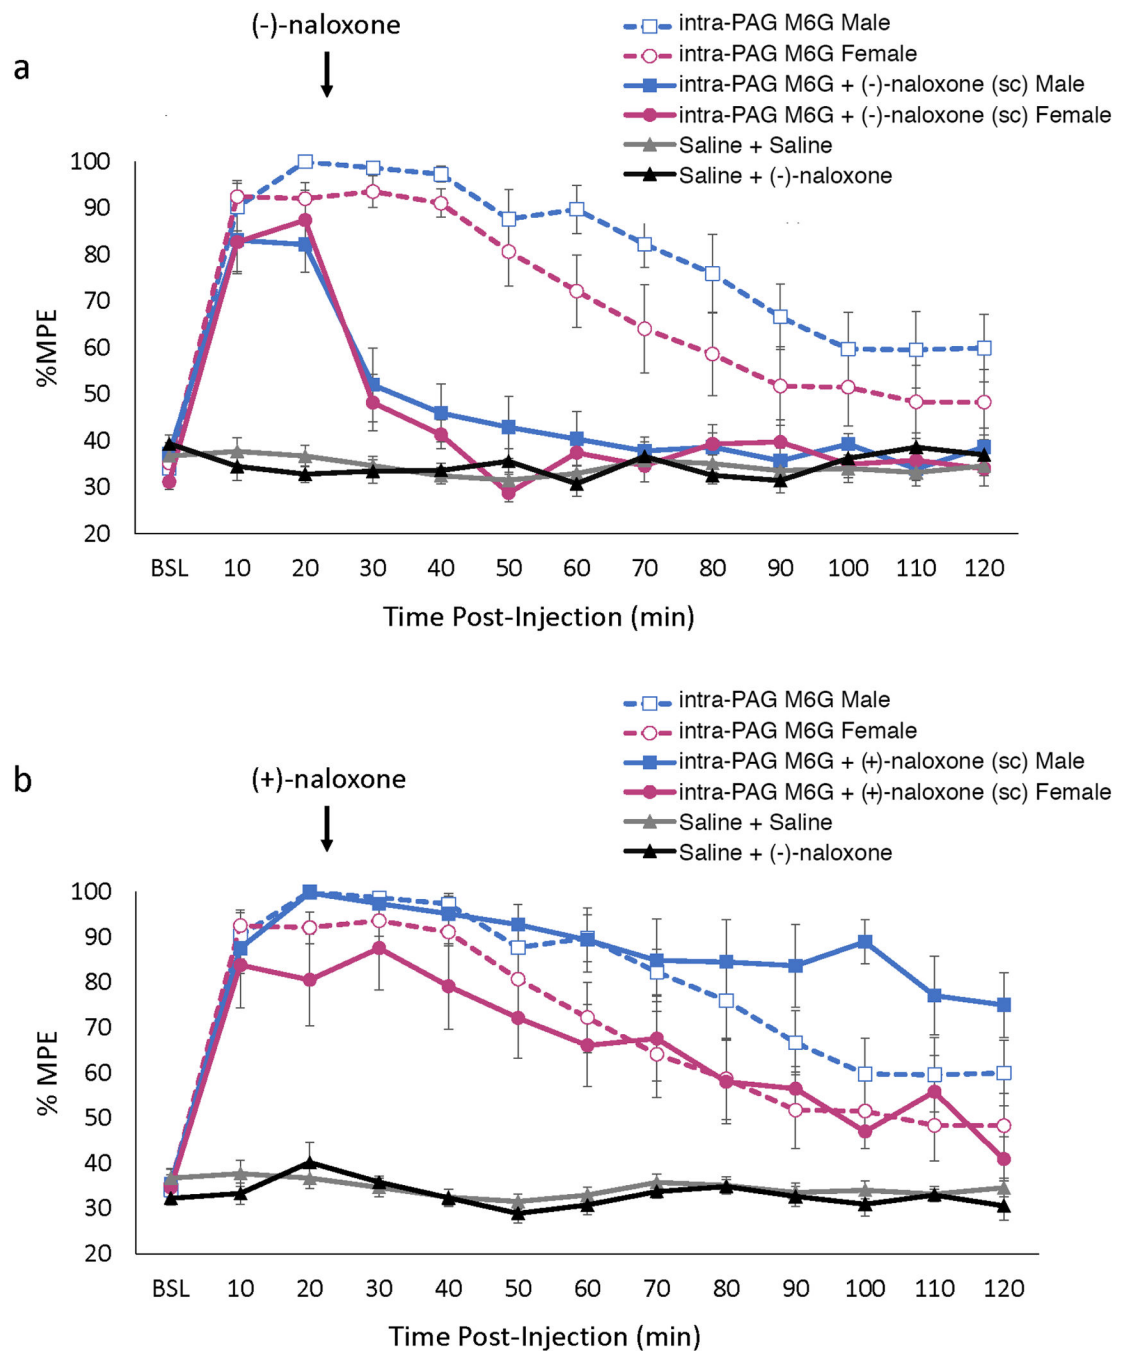 (-)-naloxone
a
intra-PAG M6G Male
intra-PAG M6G Female
intra-PAG M6G + (-)-naloxone (sc) Male
intra-PAG M6G + (-)-naloxone (sc) Female
Saline + Saline
Saline + (-)-naloxone
100
90
80
70
60
50
40
30
20
%MPE
BSL 10 20 30 40 50 60 70 80 90 100 110 120
Time Post-Injection (min)
b
(+)-naloxone
intra-PAG M6G Male
intra-PAG M6G Female
intra-PAG M6G + (+)-naloxone (sc) Male
intra-PAG M6G + (+)-naloxone (sc) Female
Saline + Saline
Saline + (-)-naloxone
100
90
80
70
60
50
40
30
20
% MPE
BSL 10 20 30 40 50 60 70 80 90 100 110 120
Time Post-Injection (min)